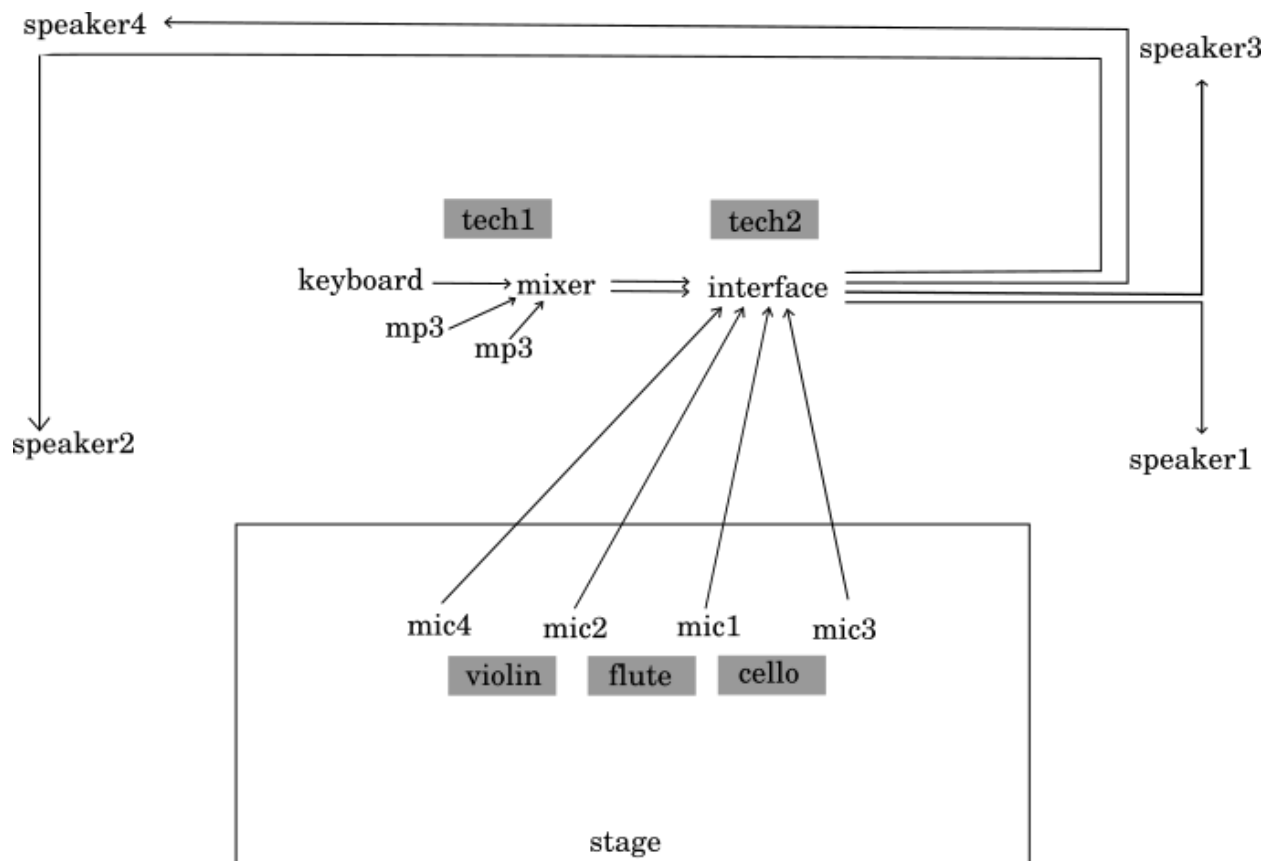 speaker4
speaker3
tech1
tech2
keyboard
mixer
interface
mp3
mp3
speaker2
speaker1
mic4
mic2
mic1
mic3
violin
flute
cello
stage